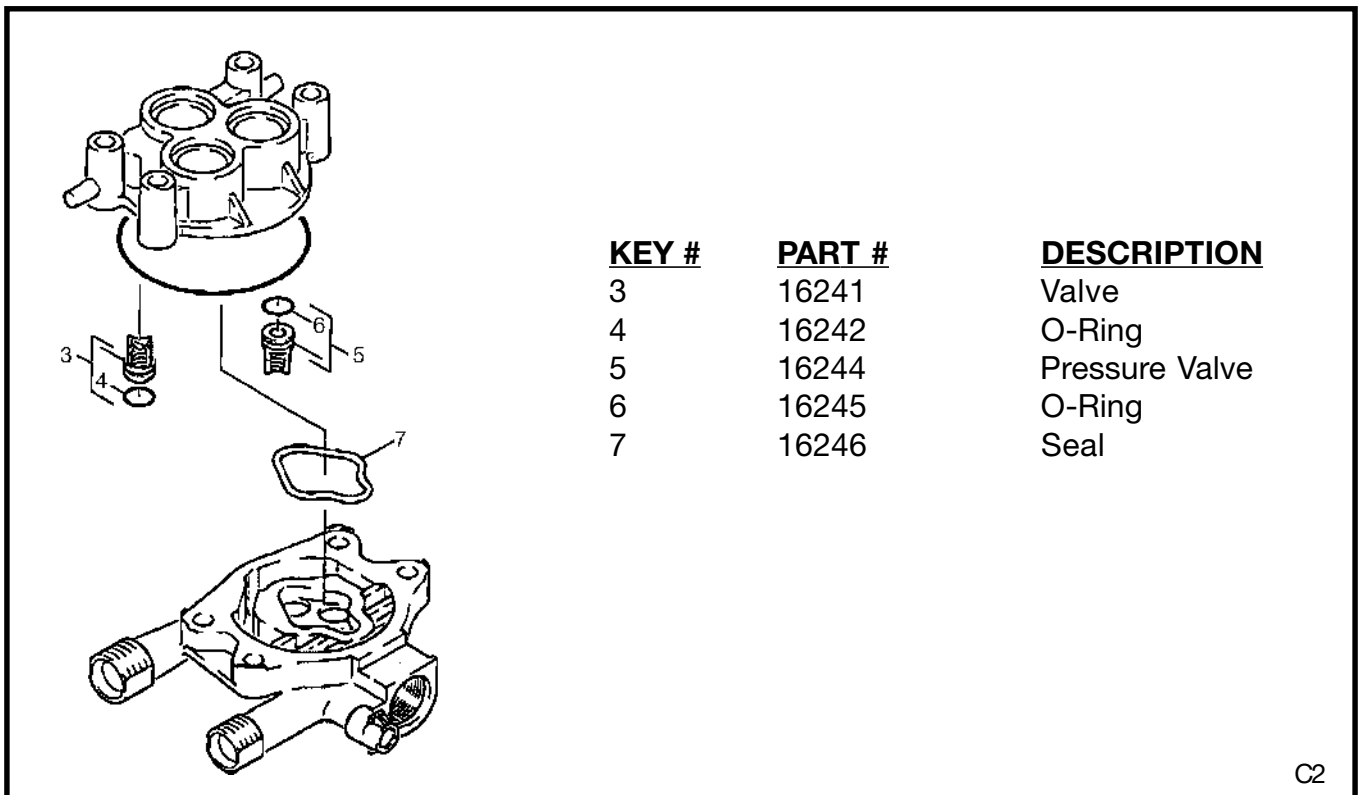 KEY # PART # DESCRIPTION
3 16241 Valve
4 16242 O-Ring
5 16244 Pressure Valve
6 16245 O-Ring
7 16246 Seal
6
5
3
4
7
C2